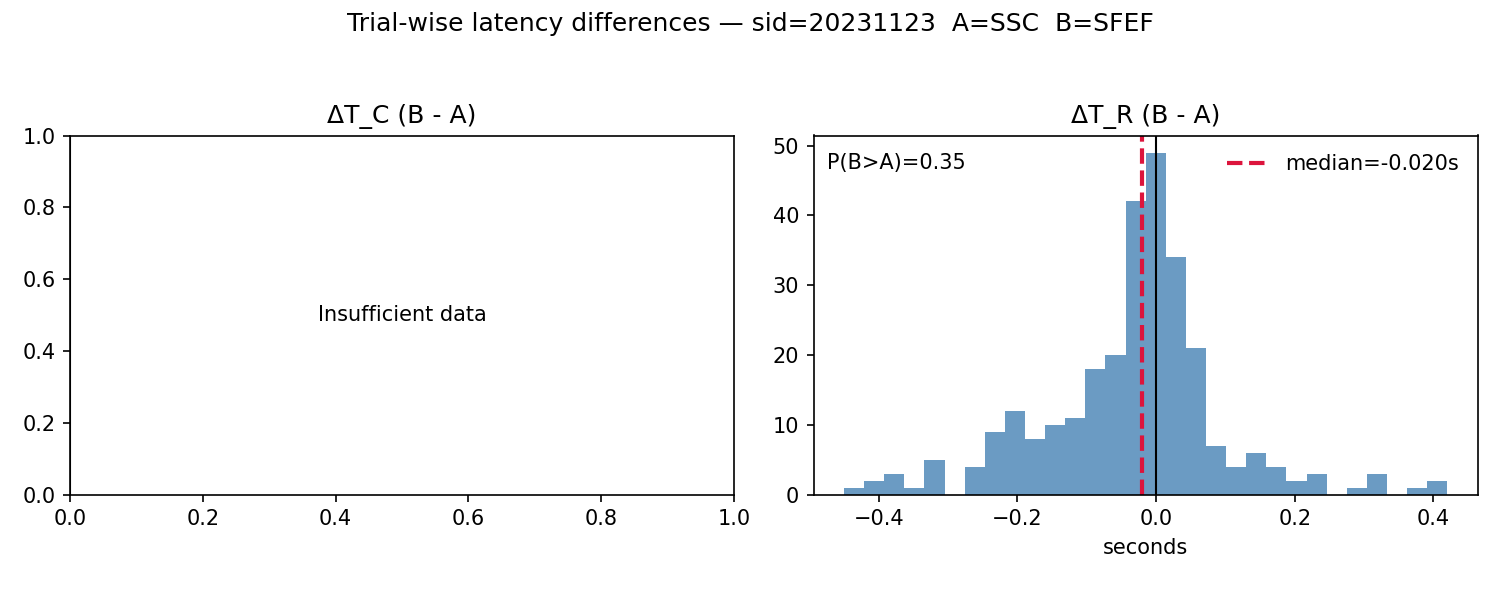 Trial-wise latency differences — sid=20231123  A=SSC  B=SFEF
ΔT_C (B - A)
1.0
0.8
0.6
0.4
0.2
0.0
Insufficient data
0.0 0.2 0.4 0.6 0.8 1.0
ΔT_R (B - A)
50
40
30
20
10
0
P(B>A)=0.35
median=-0.020s
−0.4 −0.2 0.0 0.2 0.4
seconds